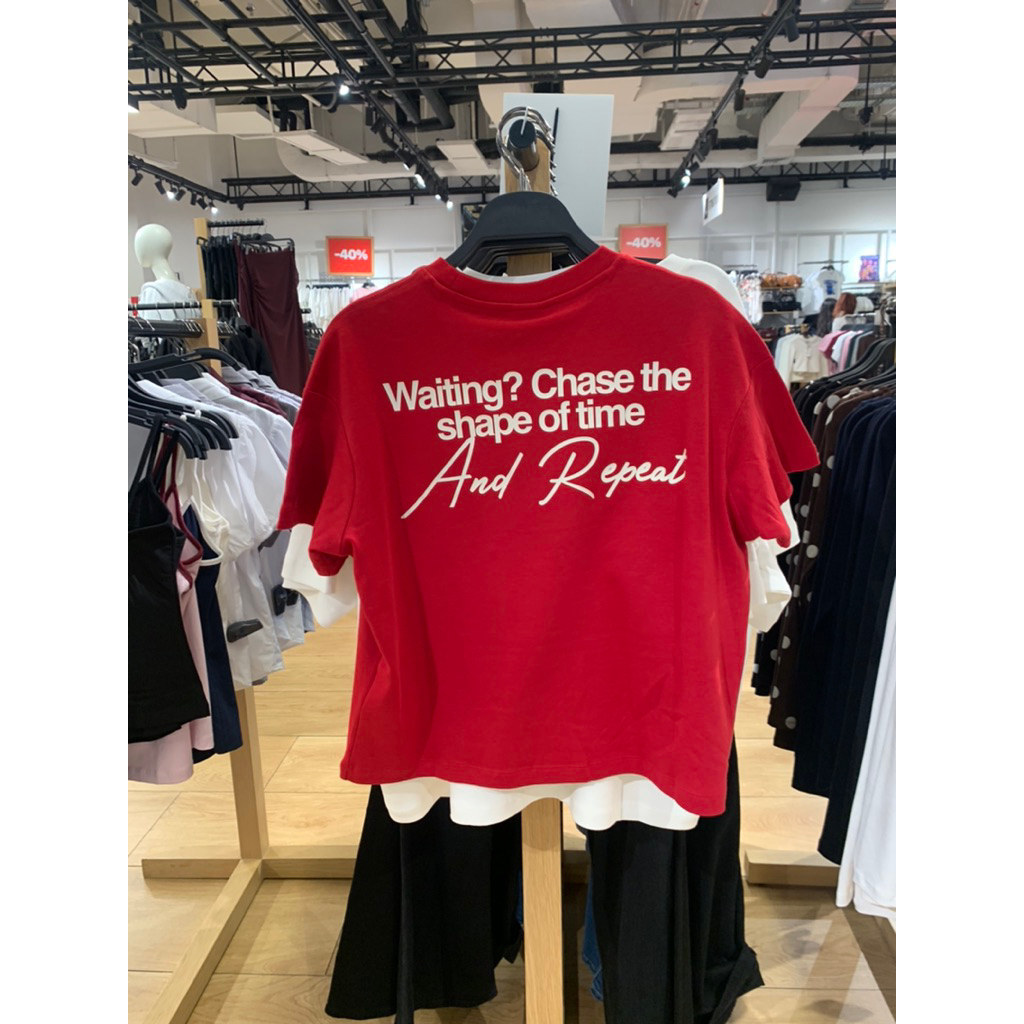 -40%
-40%
Waiting? Chase the
shape of time
And Repeat